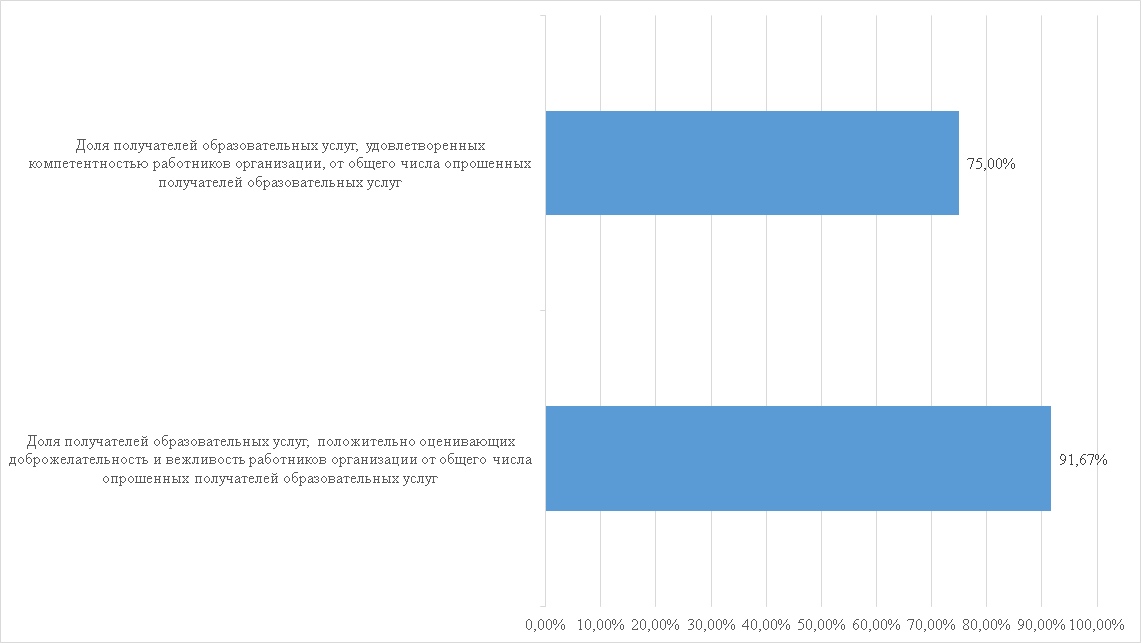 Доля получателей образовательных услуг, удовлетворенных
компетентностью работников организации, от общего числа опрошенных
получателей образовательных услуг
75,00%
Доля получателей образовательных услуг, положительно оценивающих
доброжелательность и вежливость работников организации от общего числа
опрошенных получателей образовательных услуг
91,67%
0,00% 10,00% 20,00% 30,00% 40,00% 50,00% 60,00% 70,00% 80,00% 90,00% 100,00%